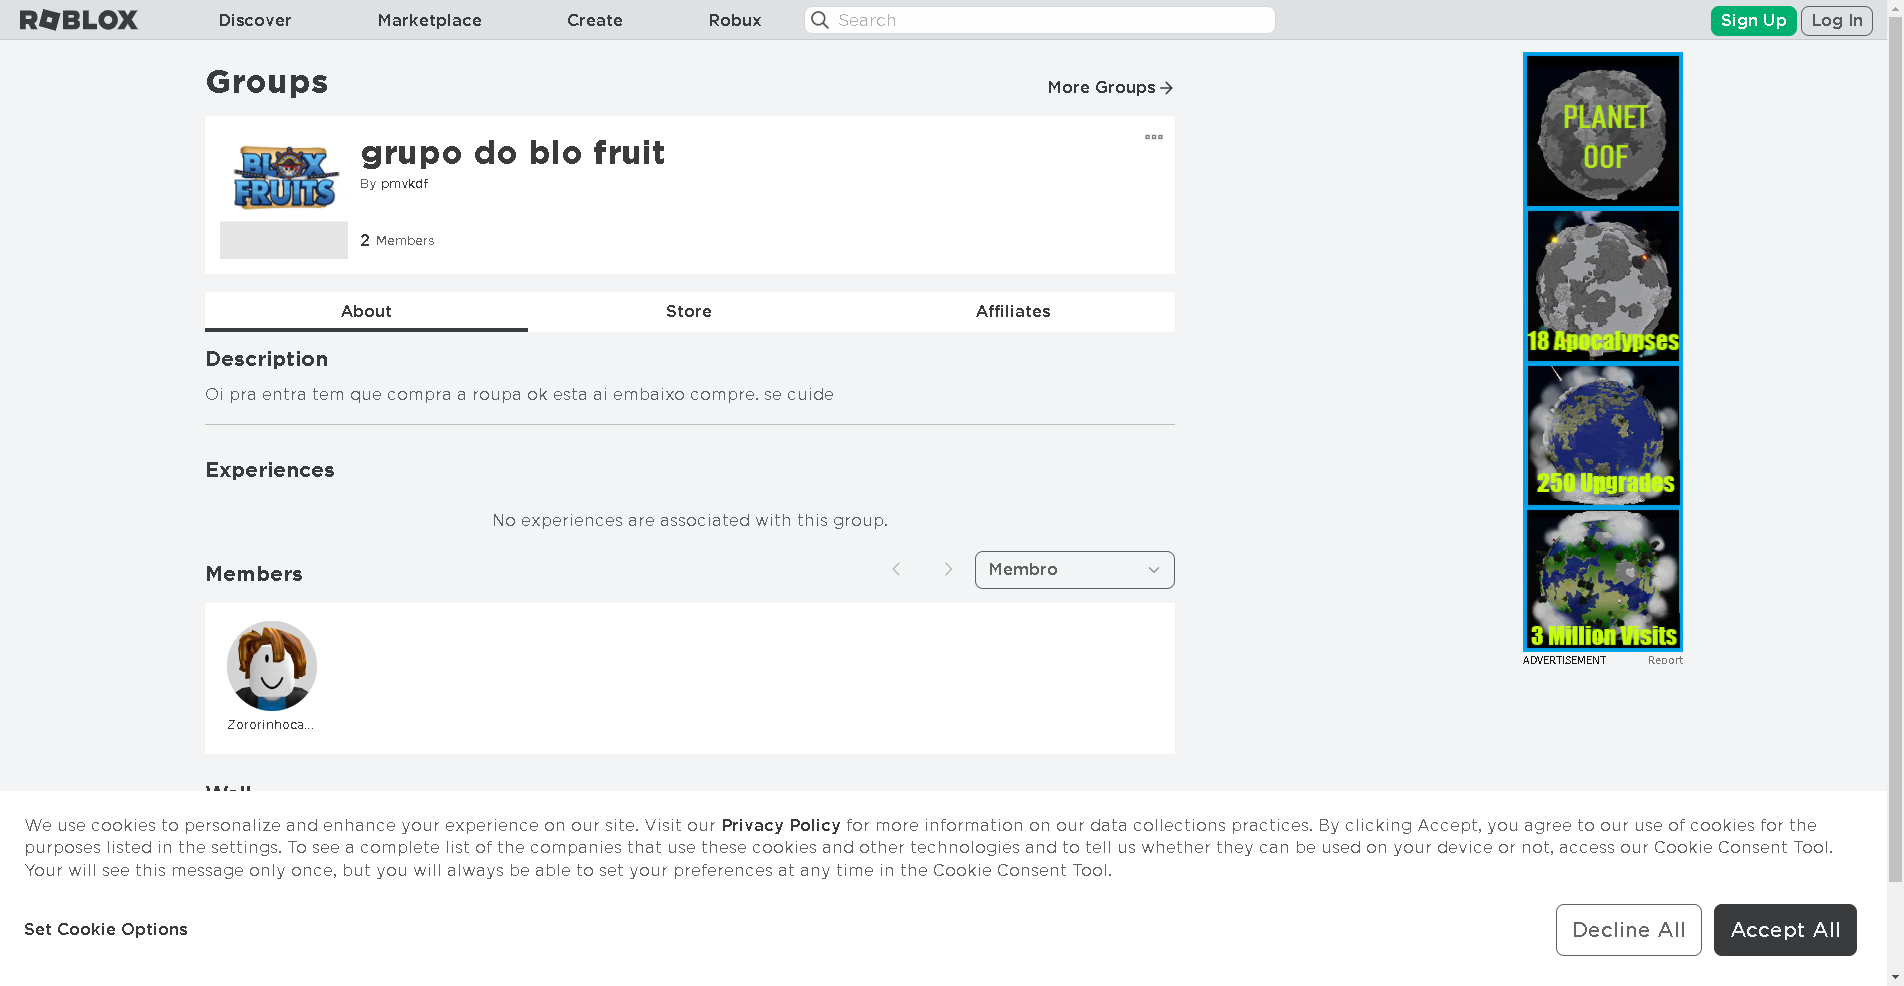 ROBLOX Discover Marketplace Create Robux Search Sign Up Log In
Groups
More Groups
BLOX
FRUITS
grupo do blo fruit
By pmvkdf
2 Members
About Store Affiliates
Description
Oi pra entra tem que compra a roupa ok esta ai embaixo compre. se cuide
Experiences
No experiences are associated with this group.
Members
Membro
Zororinhoca...
Wall
PLANET
OOF
18 Apocalypses
250 Upgrades
3 Million Visits
ADVERTISEMENT Report
We use cookies to personalize and enhance your experience on our site. Visit our Privacy Policy for more information on our data collections practices. By clicking Accept, you agree to our use of cookies for the
purposes listed in the settings. To see a complete list of the companies that use these cookies and other technologies and to tell us whether they can be used on your device or not, access our Cookie Consent Tool.
Your will see this message only once, but you will always be able to set your preferences at any time in the Cookie Consent Tool.
Set Cookie Options
Decline All
Accept All